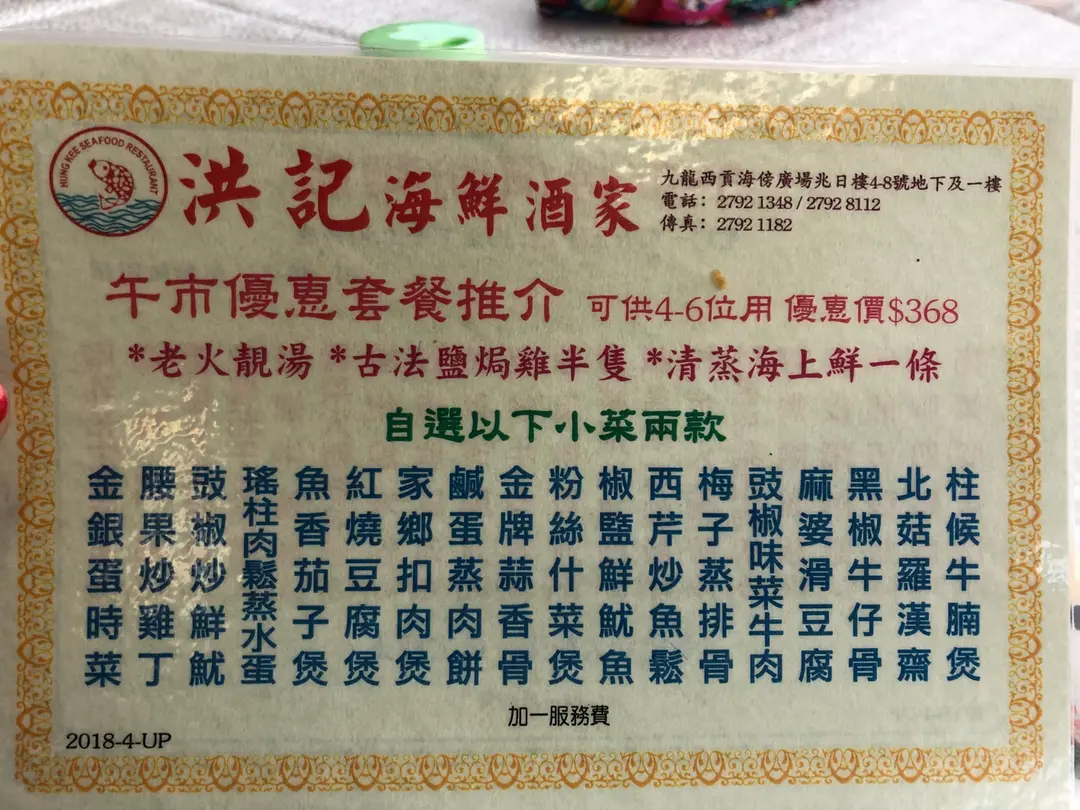 HUNG KEE SEAFOOD RESTAURANT
洪記海鮮酒家
九龍西貢海傍廣場兆日樓4-8號地下及一樓
電話：2792 1348 / 2792 8112
傳真：2792 1182
午市優惠套餐推介 可供4-6位用 優惠價$368
*老火靚湯 *古法鹽焗雞半隻 *清蒸海上鮮一條
自選以下小菜兩款
柱候牛腩煲
北菇羅漢齋
黑椒牛仔骨
麻婆滑豆腐
豉椒味菜牛肉
梅子蒸排骨
西芹炒魚鬆
椒鹽鮮魷魚
粉絲什菜煲
金牌蒜香骨
鹹蛋蒸肉餅
家鄉扣肉煲
紅燒豆腐煲
魚香茄子煲
瑤柱肉鬆蒸水蛋
豉椒炒鮮魷
腰果炒雞丁
金銀蛋時菜
加一服務費
2018-4-UP